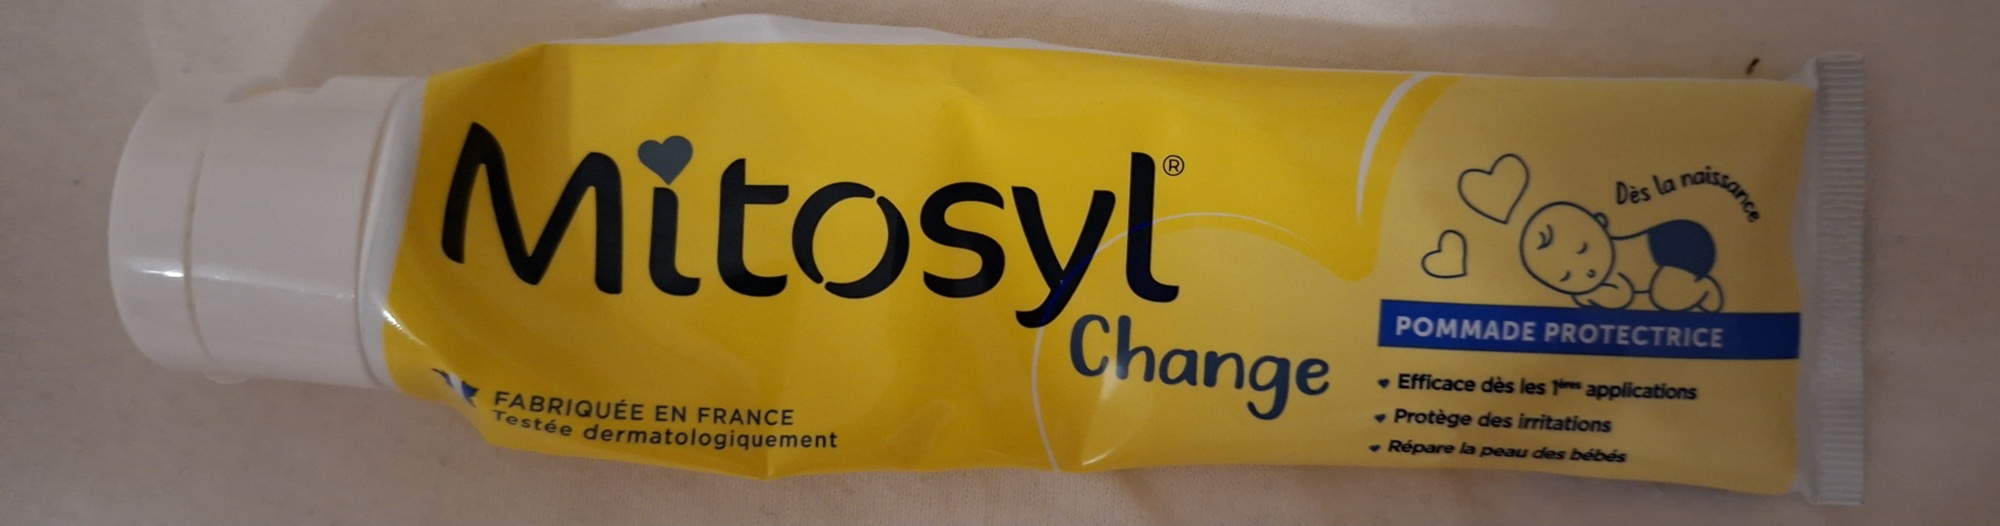 Mitosyl®
Change
FABRIQUÉE EN FRANCE
Testée dermatologiquement
Dès la naissance
POMMADE PROTECTRICE
Efficace dès les 1ères applications
Protège des irritations
Répare la peau des bébés